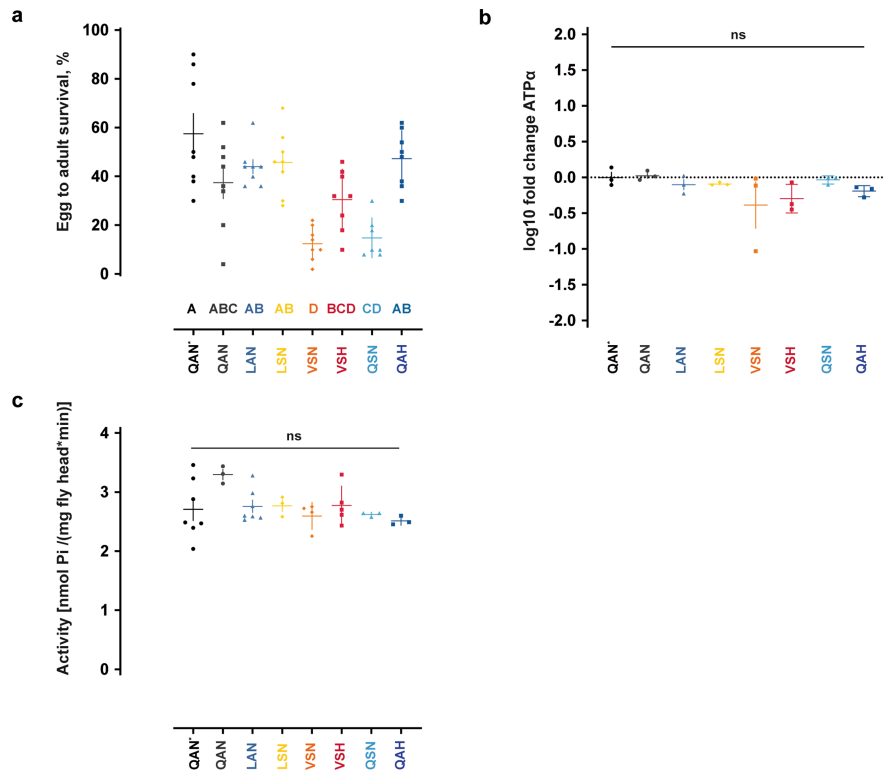 a
Egg to adult survival, %
100
80
60
40
20
0
A ABC AB AB D BCD CD AB
QAN* QAN LAN LSN VSN VSH QSN QAH
b
log10 fold change ATPα
2.0
1.5
1.0
0.5
0.0
-0.5
-1.0
-1.5
-2.0
ns
QAN* QAN LAN LSN VSN VSH QSN QAH
c
Activity [nmol Pi /(mg fly head*min)]
4
3
2
1
0
ns
QAN* QAN LAN LSN VSN VSH QSN QAH